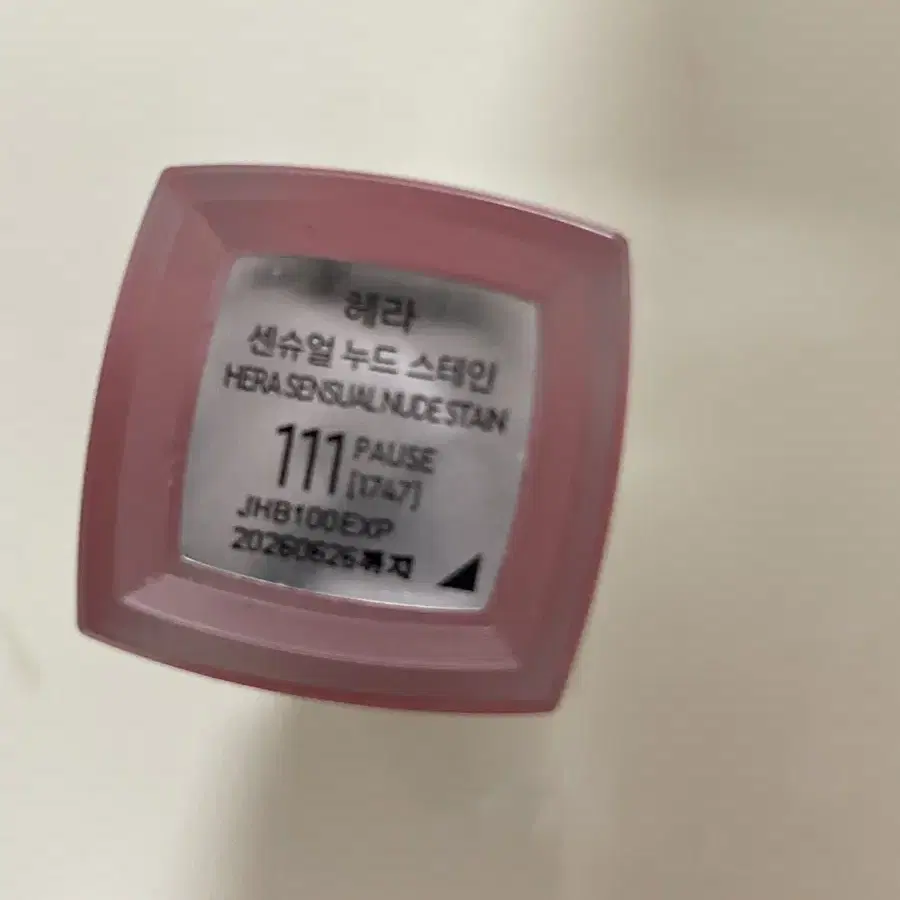 헤라
센슈얼 누드 스테인
HERA SENSUAL NUDE STAIN
111 PAUSE
[1747]
JHB100EXP
20260626까지